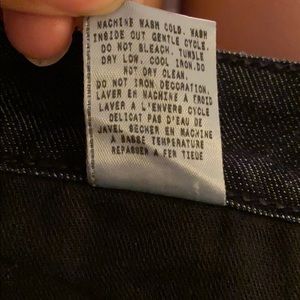 MACHINE WASH COLD. WASH
INSIDE OUT GENTLE CYCLE.
DO NOT BLEACH. TUMBLE
DRY LOW. COOL IRON.DO
NOT DRY CLEAN.
DO NOT IRON DECORATION.
LAVER EN MACHINE A FROID
LAVER A L'ENVERS CYCLE
DELICAT PAS D'EAU DE
JAVEL SECHER EN MACHINE
A BASSE TEMPERATURE
REPASSER A FER TIEDE